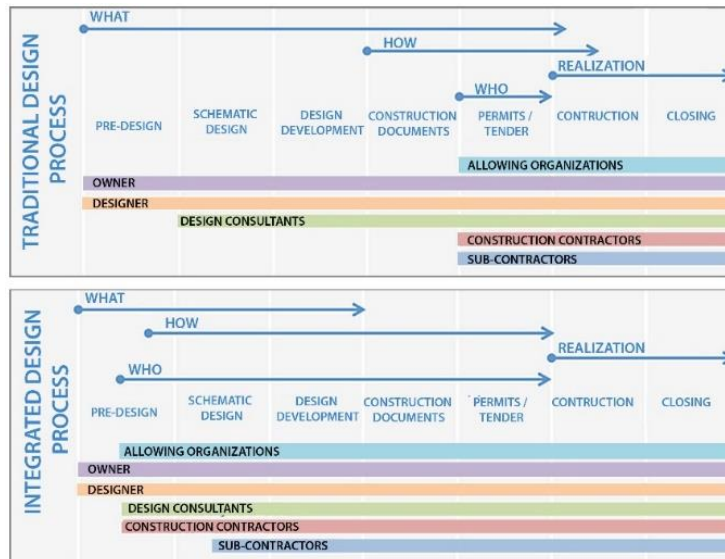 TRADITIONAL DESIGN
PROCESS
WHAT
HOW
REALIZATION
WHO
PRE-DESIGN
SCHEMATIC
DESIGN
DESIGN
DEVELOPMENT
CONSTRUCTION
DOCUMENTS
PERMITS /
TENDER
CONTRUCTION
CLOSING
ALLOWING ORGANIZATIONS
OWNER
DESIGNER
DESIGN CONSULTANTS
CONSTRUCTION CONTRACTORS
SUB-CONTRACTORS
INTEGRATED DESIGN
PROCESS
WHAT
HOW
REALIZATION
WHO
PRE-DESIGN
SCHEMATIC
DESIGN
DESIGN
DEVELOPMENT
CONSTRUCTION
DOCUMENTS
PERMITS /
TENDER
CONTRUCTION
CLOSING
ALLOWING ORGANIZATIONS
OWNER
DESIGNER
DESIGN CONSULTANTS
CONSTRUCTION CONTRACTORS
SUB-CONTRACTORS